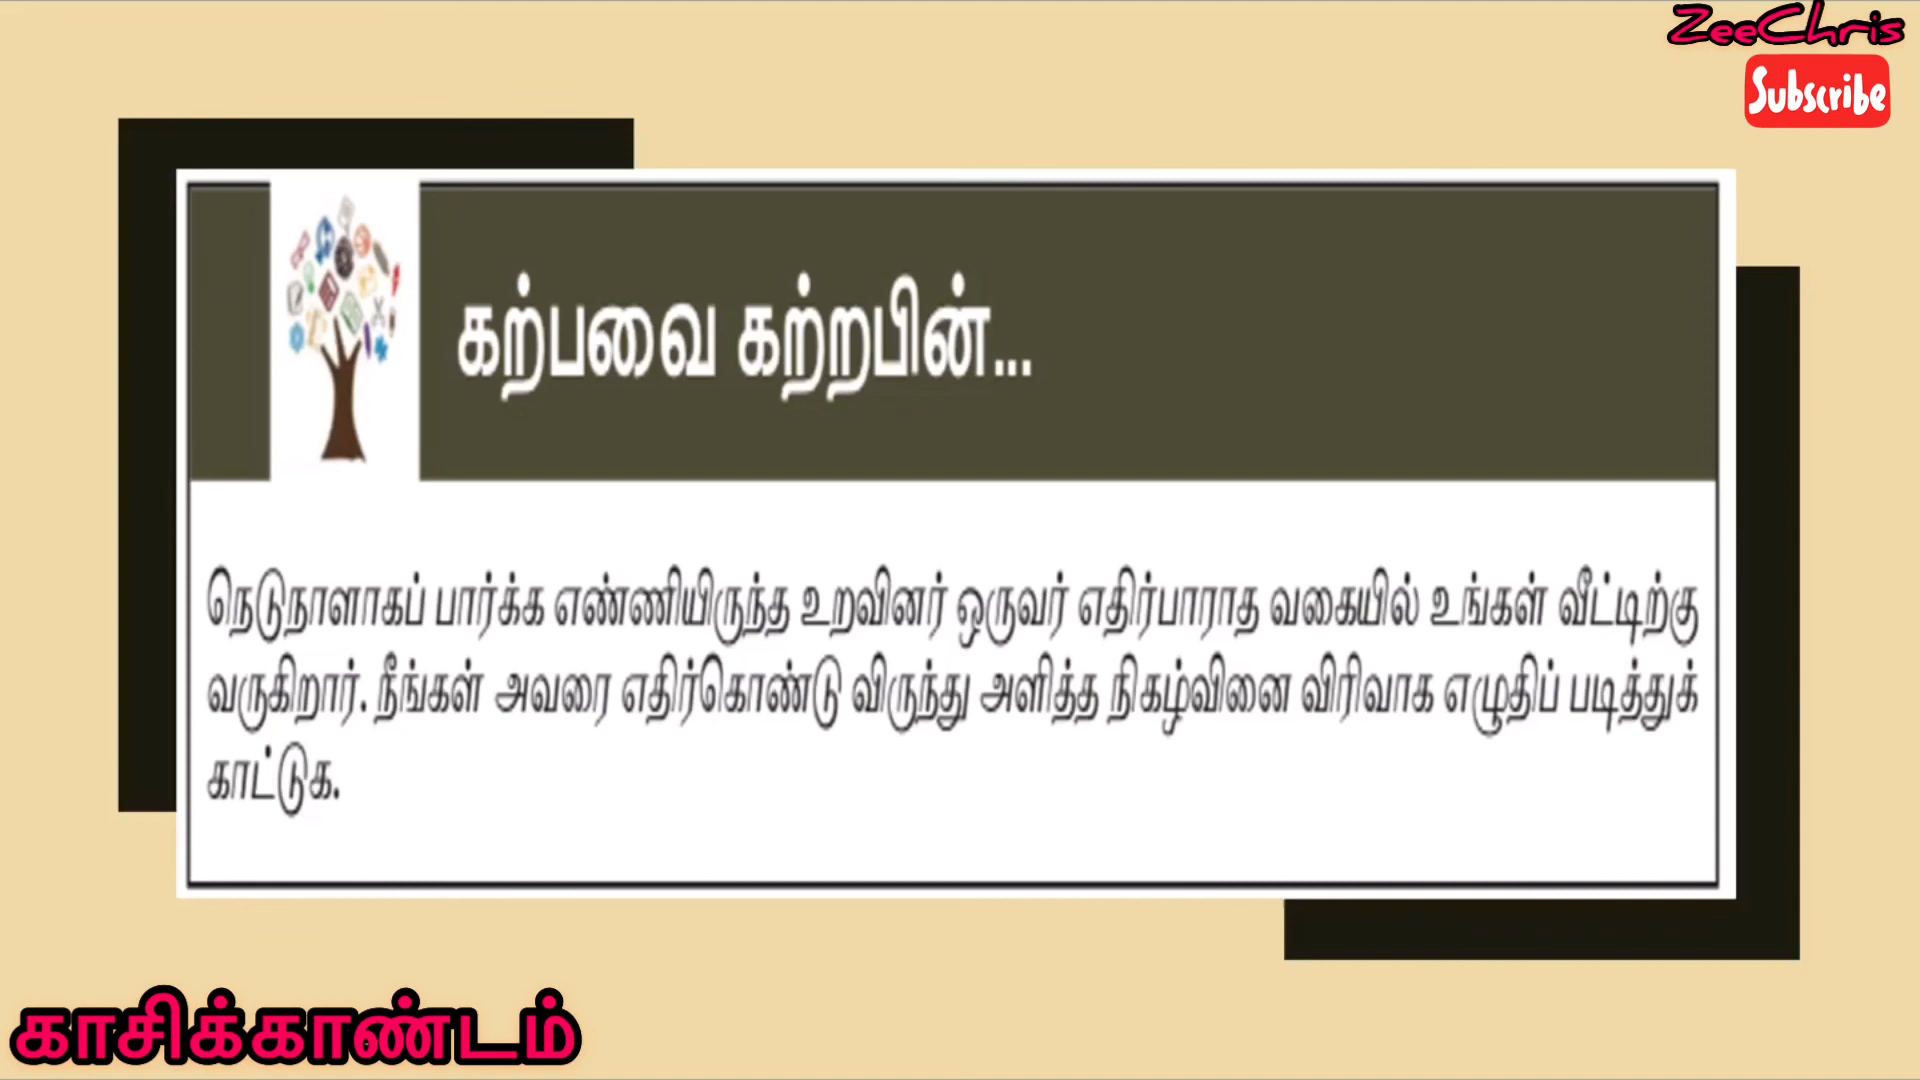 ZeeChris
Subscribe
கற்பவை கற்றபின்...
நெடுநாளாகப் பார்க்க எண்ணியிருந்த உறவினர் ஒருவர் எதிர்பாராத வகையில் உங்கள் வீட்டிற்கு
வருகிறார். நீங்கள் அவரை எதிர்கொண்டு விருந்து அளித்த நிகழ்வினை விரிவாக எழுதிப் படித்துக்
காட்டுக.
காசிக்காண்டம்